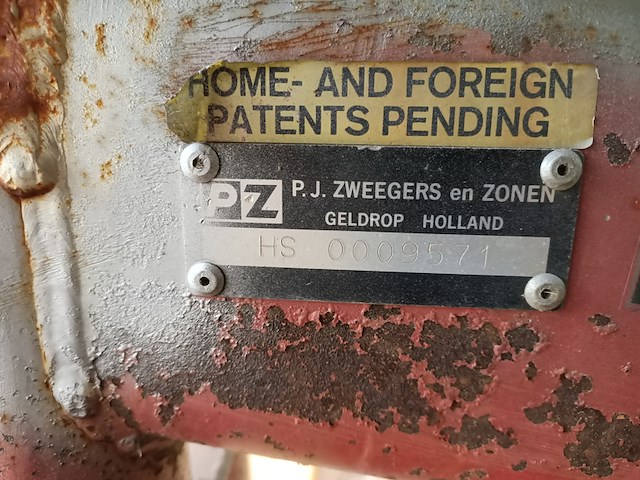 HOME- AND FOREIGN
PATENTS PENDING
PZ P.J. ZWEEGERS en ZONEN
GELDROP HOLLAND
HS 0009571